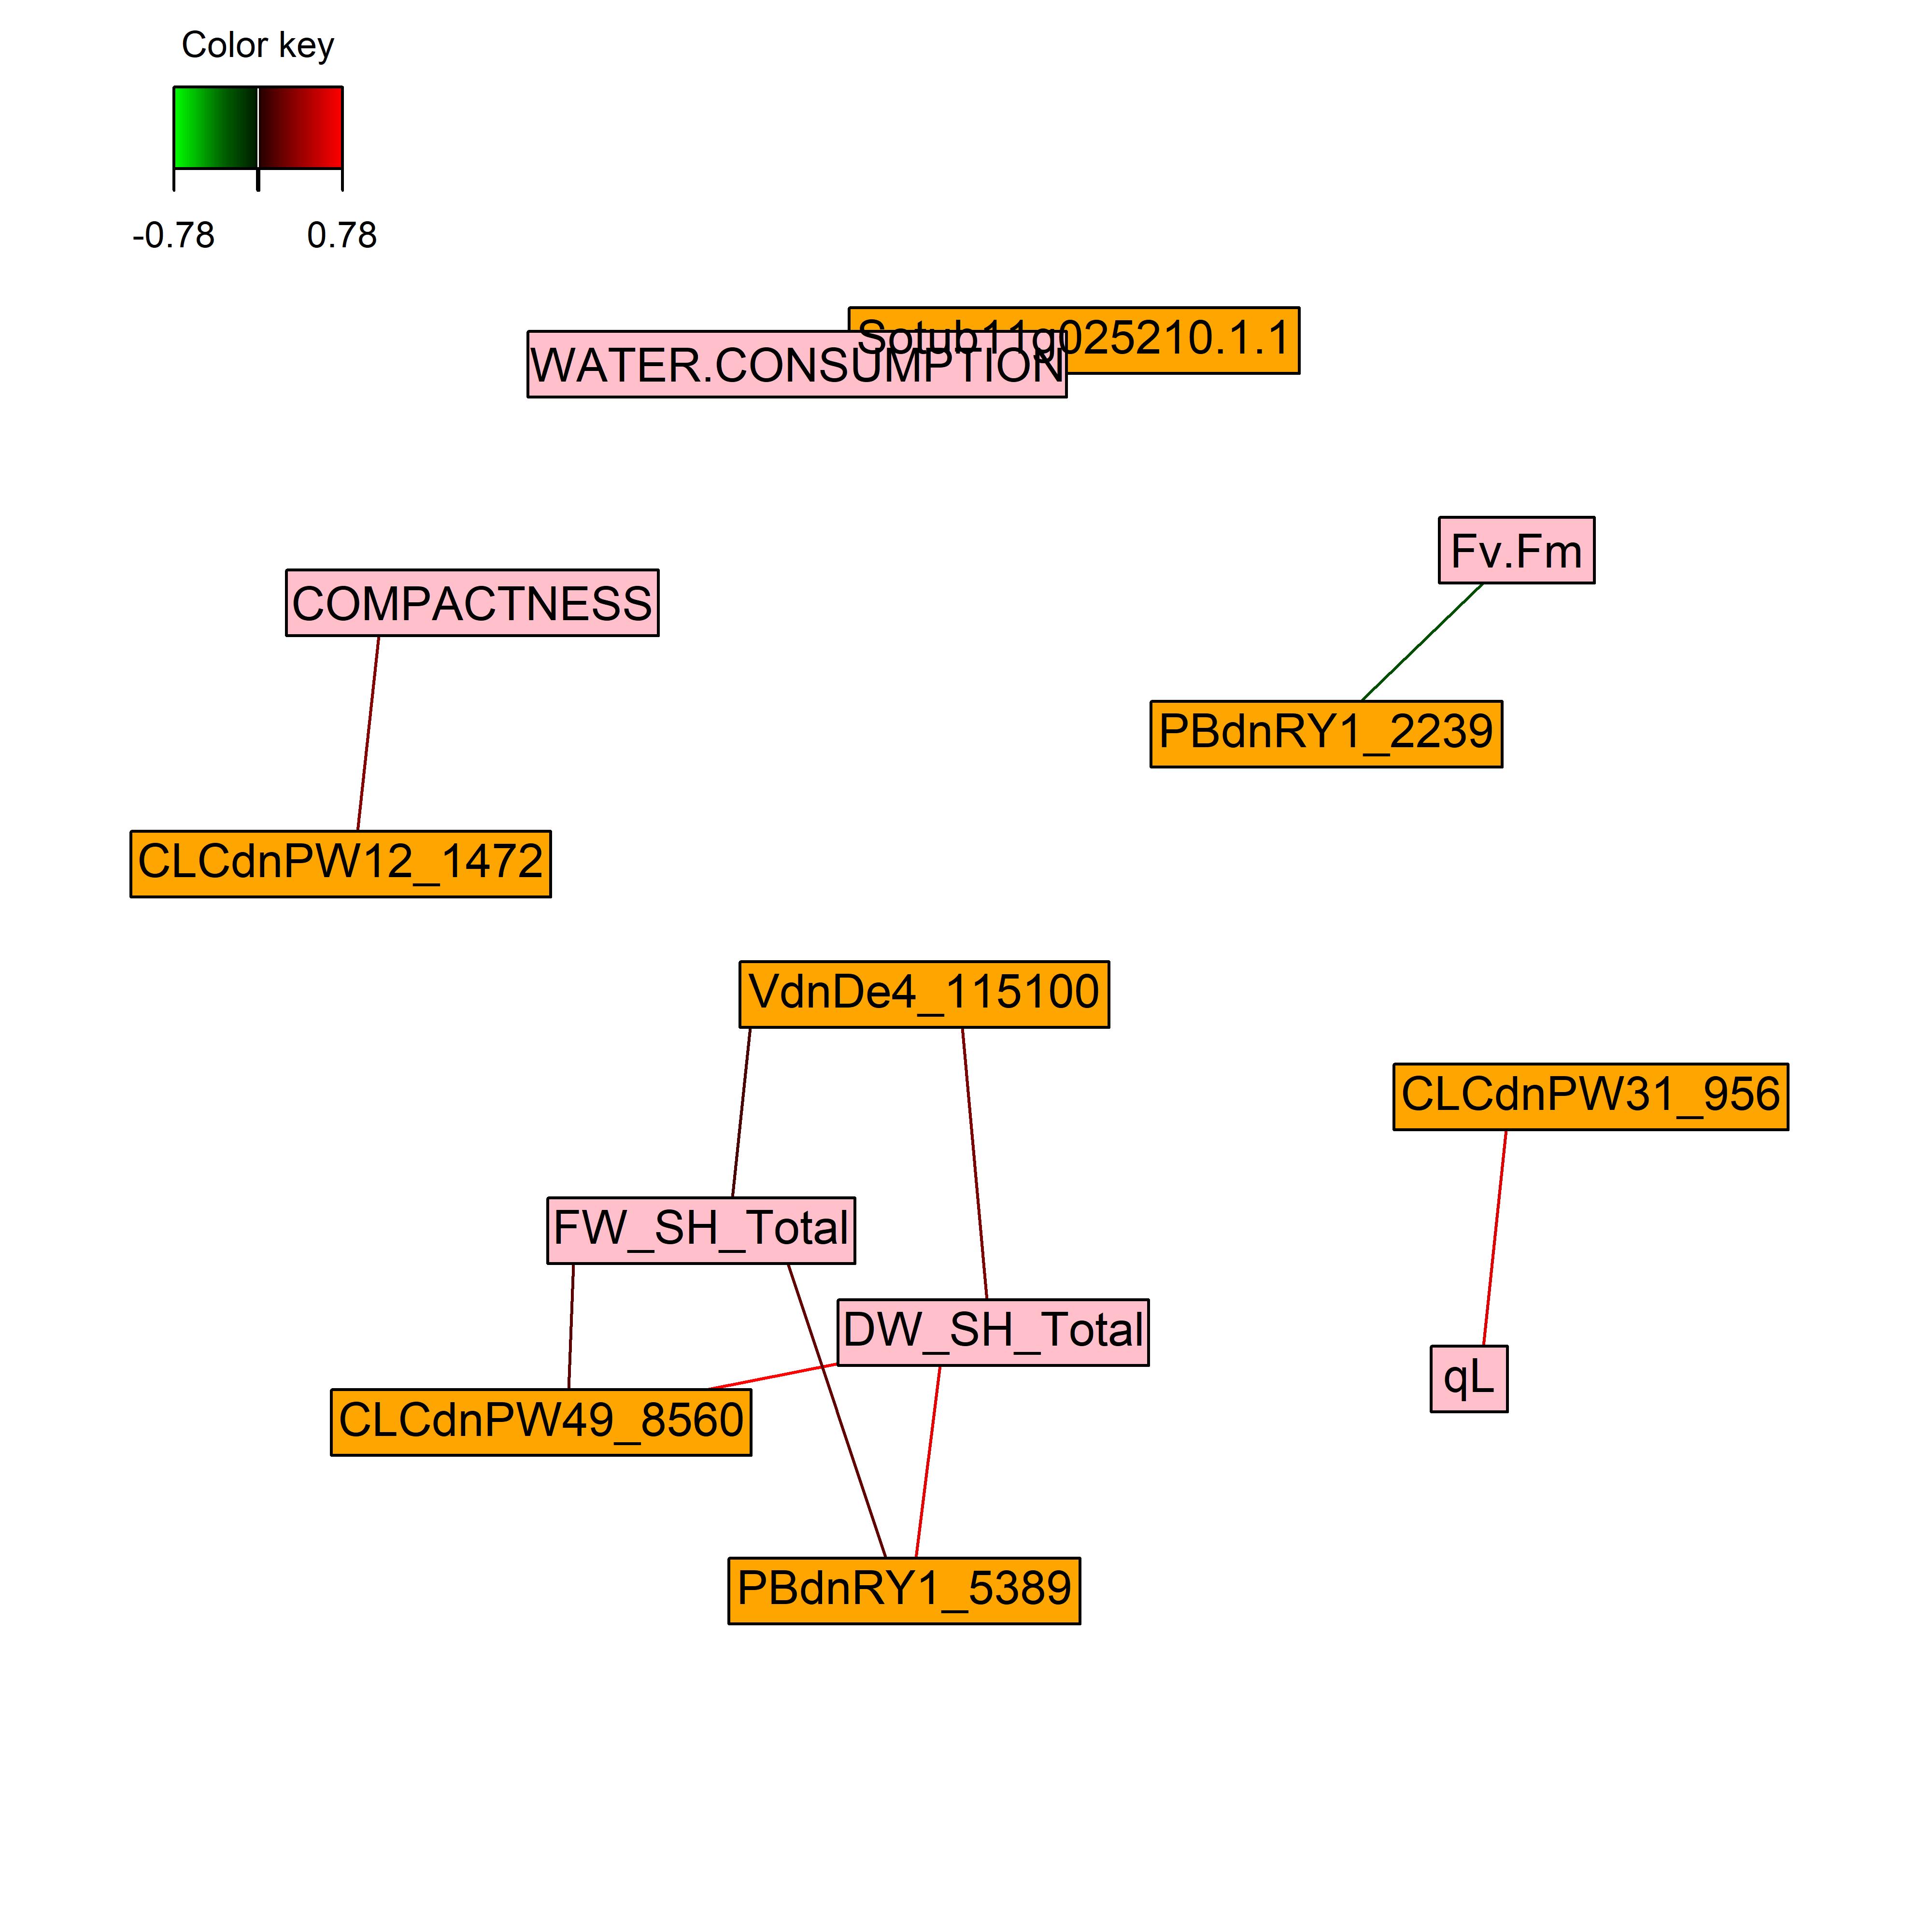 Color key
-0.78 0.78
Sotub11g025210.1.1
WATER.CONSUMPTION
Fv.Fm
COMPACTNESS
PBdnRY1_2239
CLCdnPW12_1472
VdnDe4_115100
CLCdnPW31_956
FW_SH_Total
DW_SH_Total
qL
CLCdnPW49_8560
PBdnRY1_5389